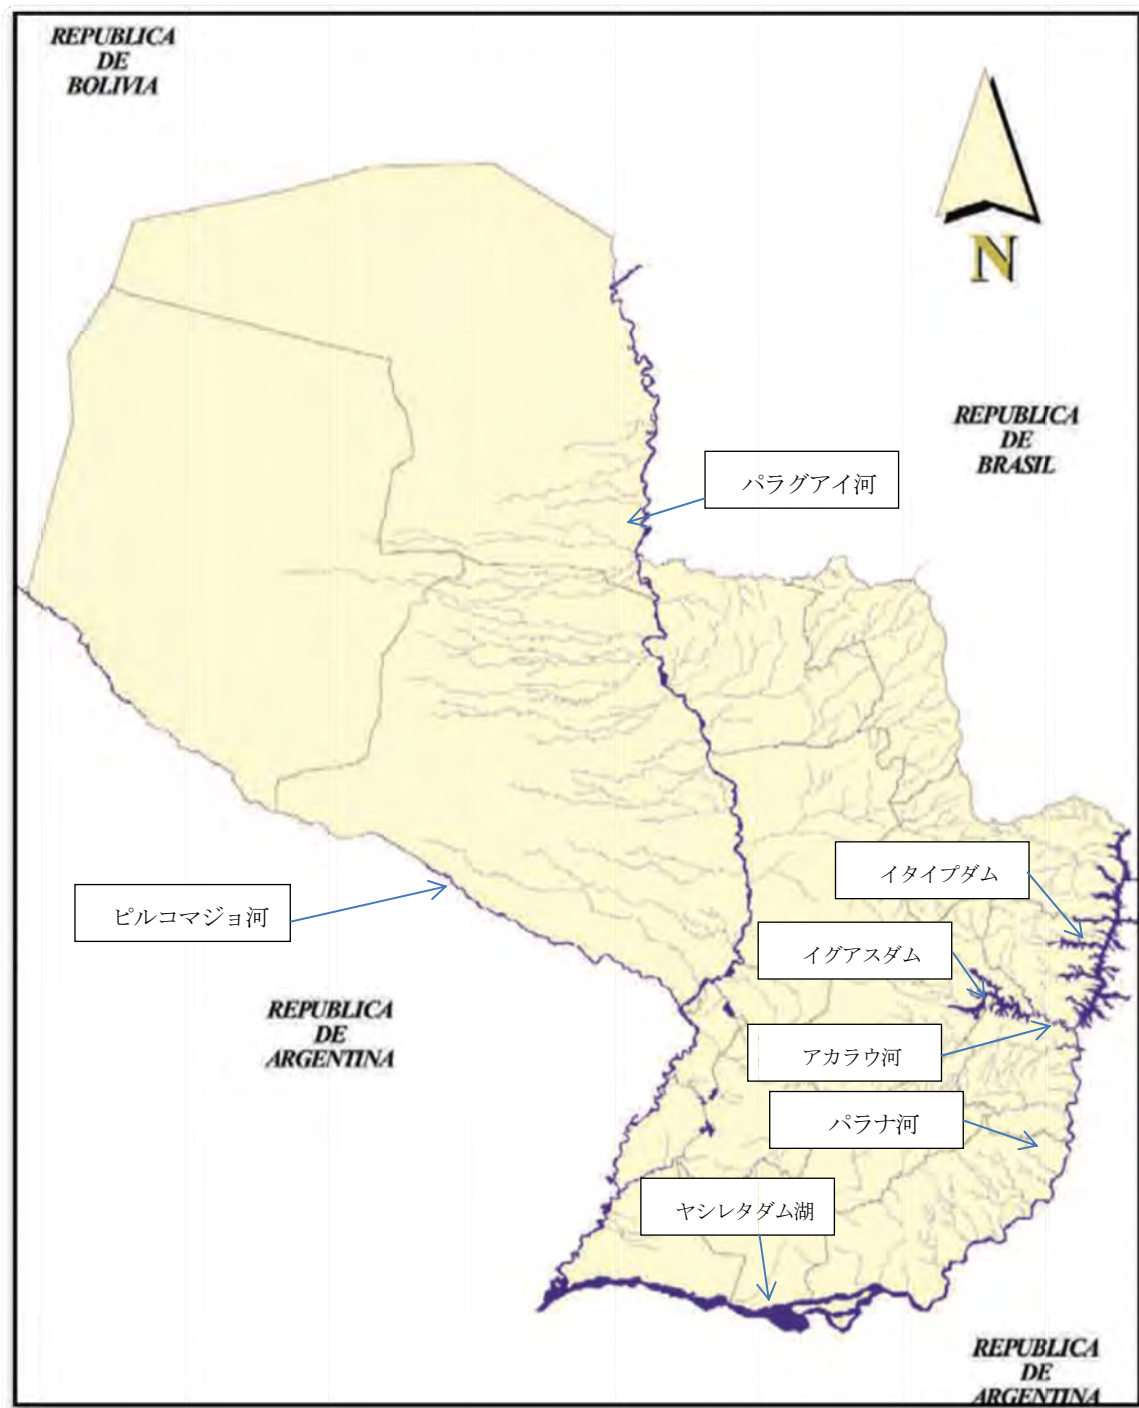 REPUBLICA
DE
BOLIVIA
N
REPUBLICA
DE
BRASIL
パラグアイ河
イタイプダム
ピルコマジョ河
イグアスダム
REPUBLICA
DE
ARGENTINA
アカラウ河
パラナ河
ヤシレタダム湖
REPUBLICA
DE
ARGENTINA